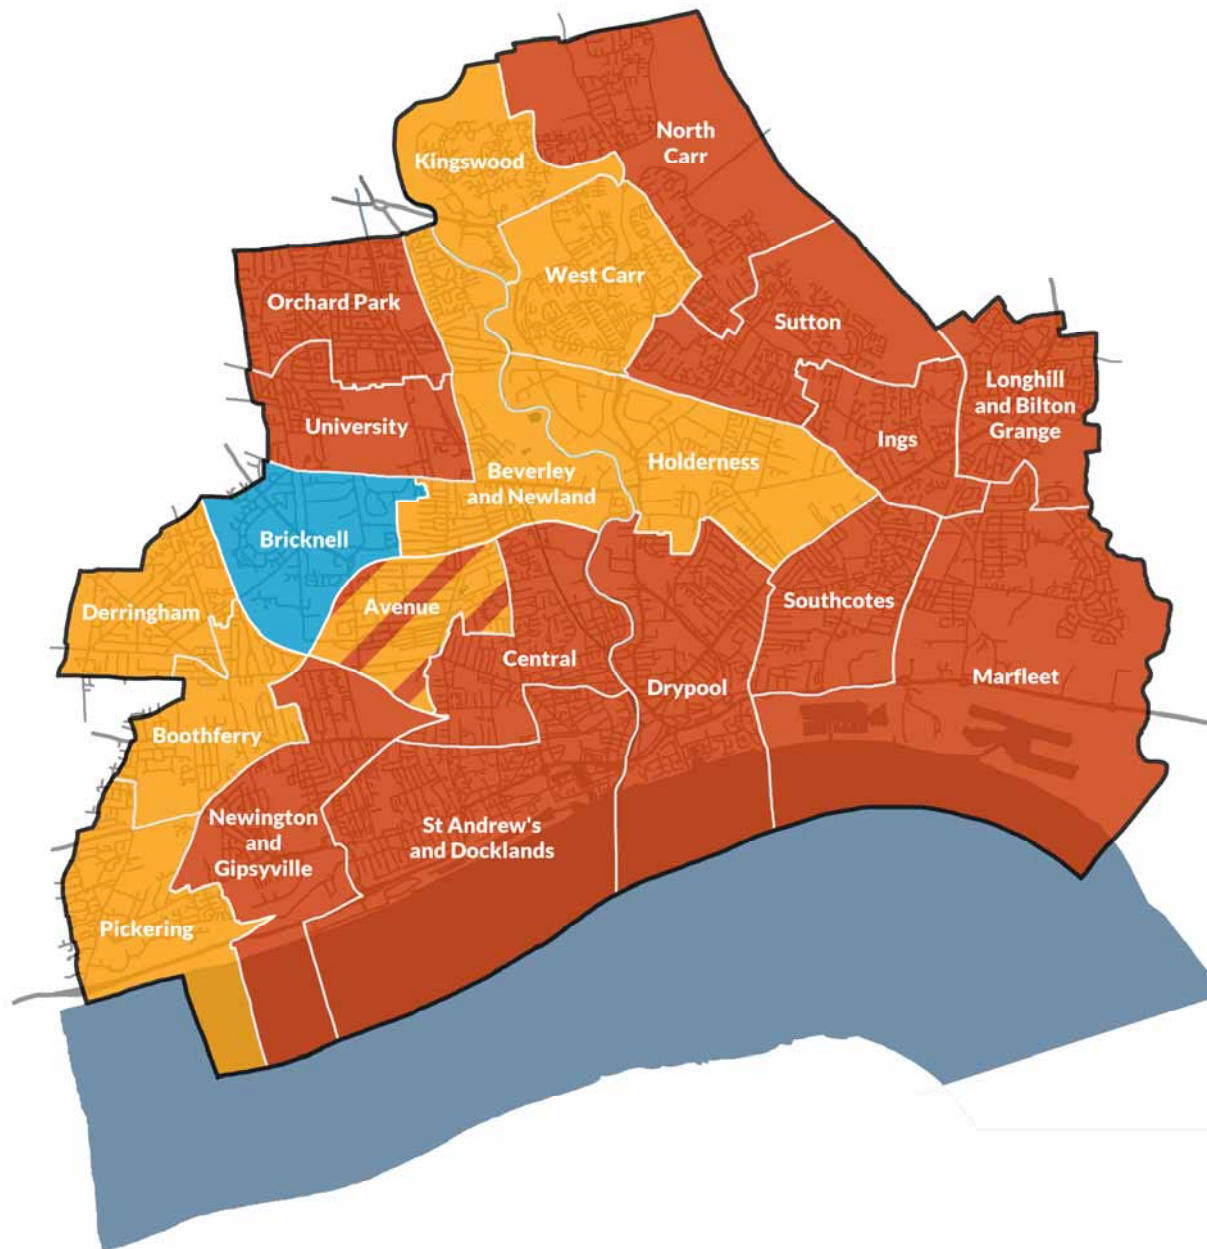 North
Carr
Kingswood
West Carr
Orchard Park
Sutton
Longhill
and Bilton
Grange
University
Ings
Beverley
and Newland
Holderness
Bricknell
Derringham
Avenue
Southcotes
Central
Drypool
Marfleet
Boothferry
Newington
and
Gipsyville
St Andrew's
and Docklands
Pickering